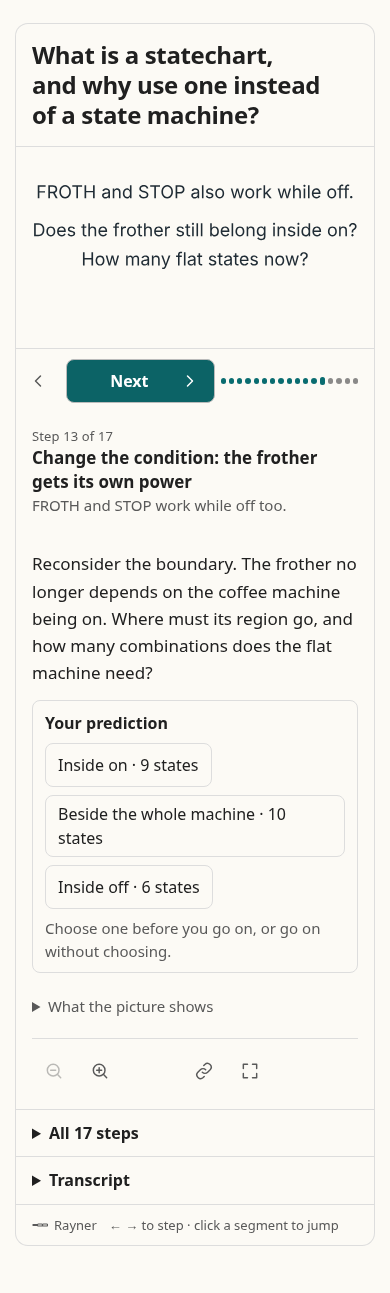 What is a statechart,
and why use one instead
of a state machine?
FROTH and STOP also work while off.
Does the frother still belong inside on?
How many flat states now?
Next
Step 13 of 17
Change the condition: the frother
gets its own power
FROTH and STOP work while off too.
Reconsider the boundary. The frother no
longer depends on the coffee machine
being on. Where must its region go, and
how many combinations does the flat
machine need?
Your prediction
Inside on · 9 states
Beside the whole machine · 10
states
Inside off · 6 states
Choose one before you go on, or go on
without choosing.
What the picture shows
All 17 steps
Transcript
Rayner ← → to step · click a segment to jump